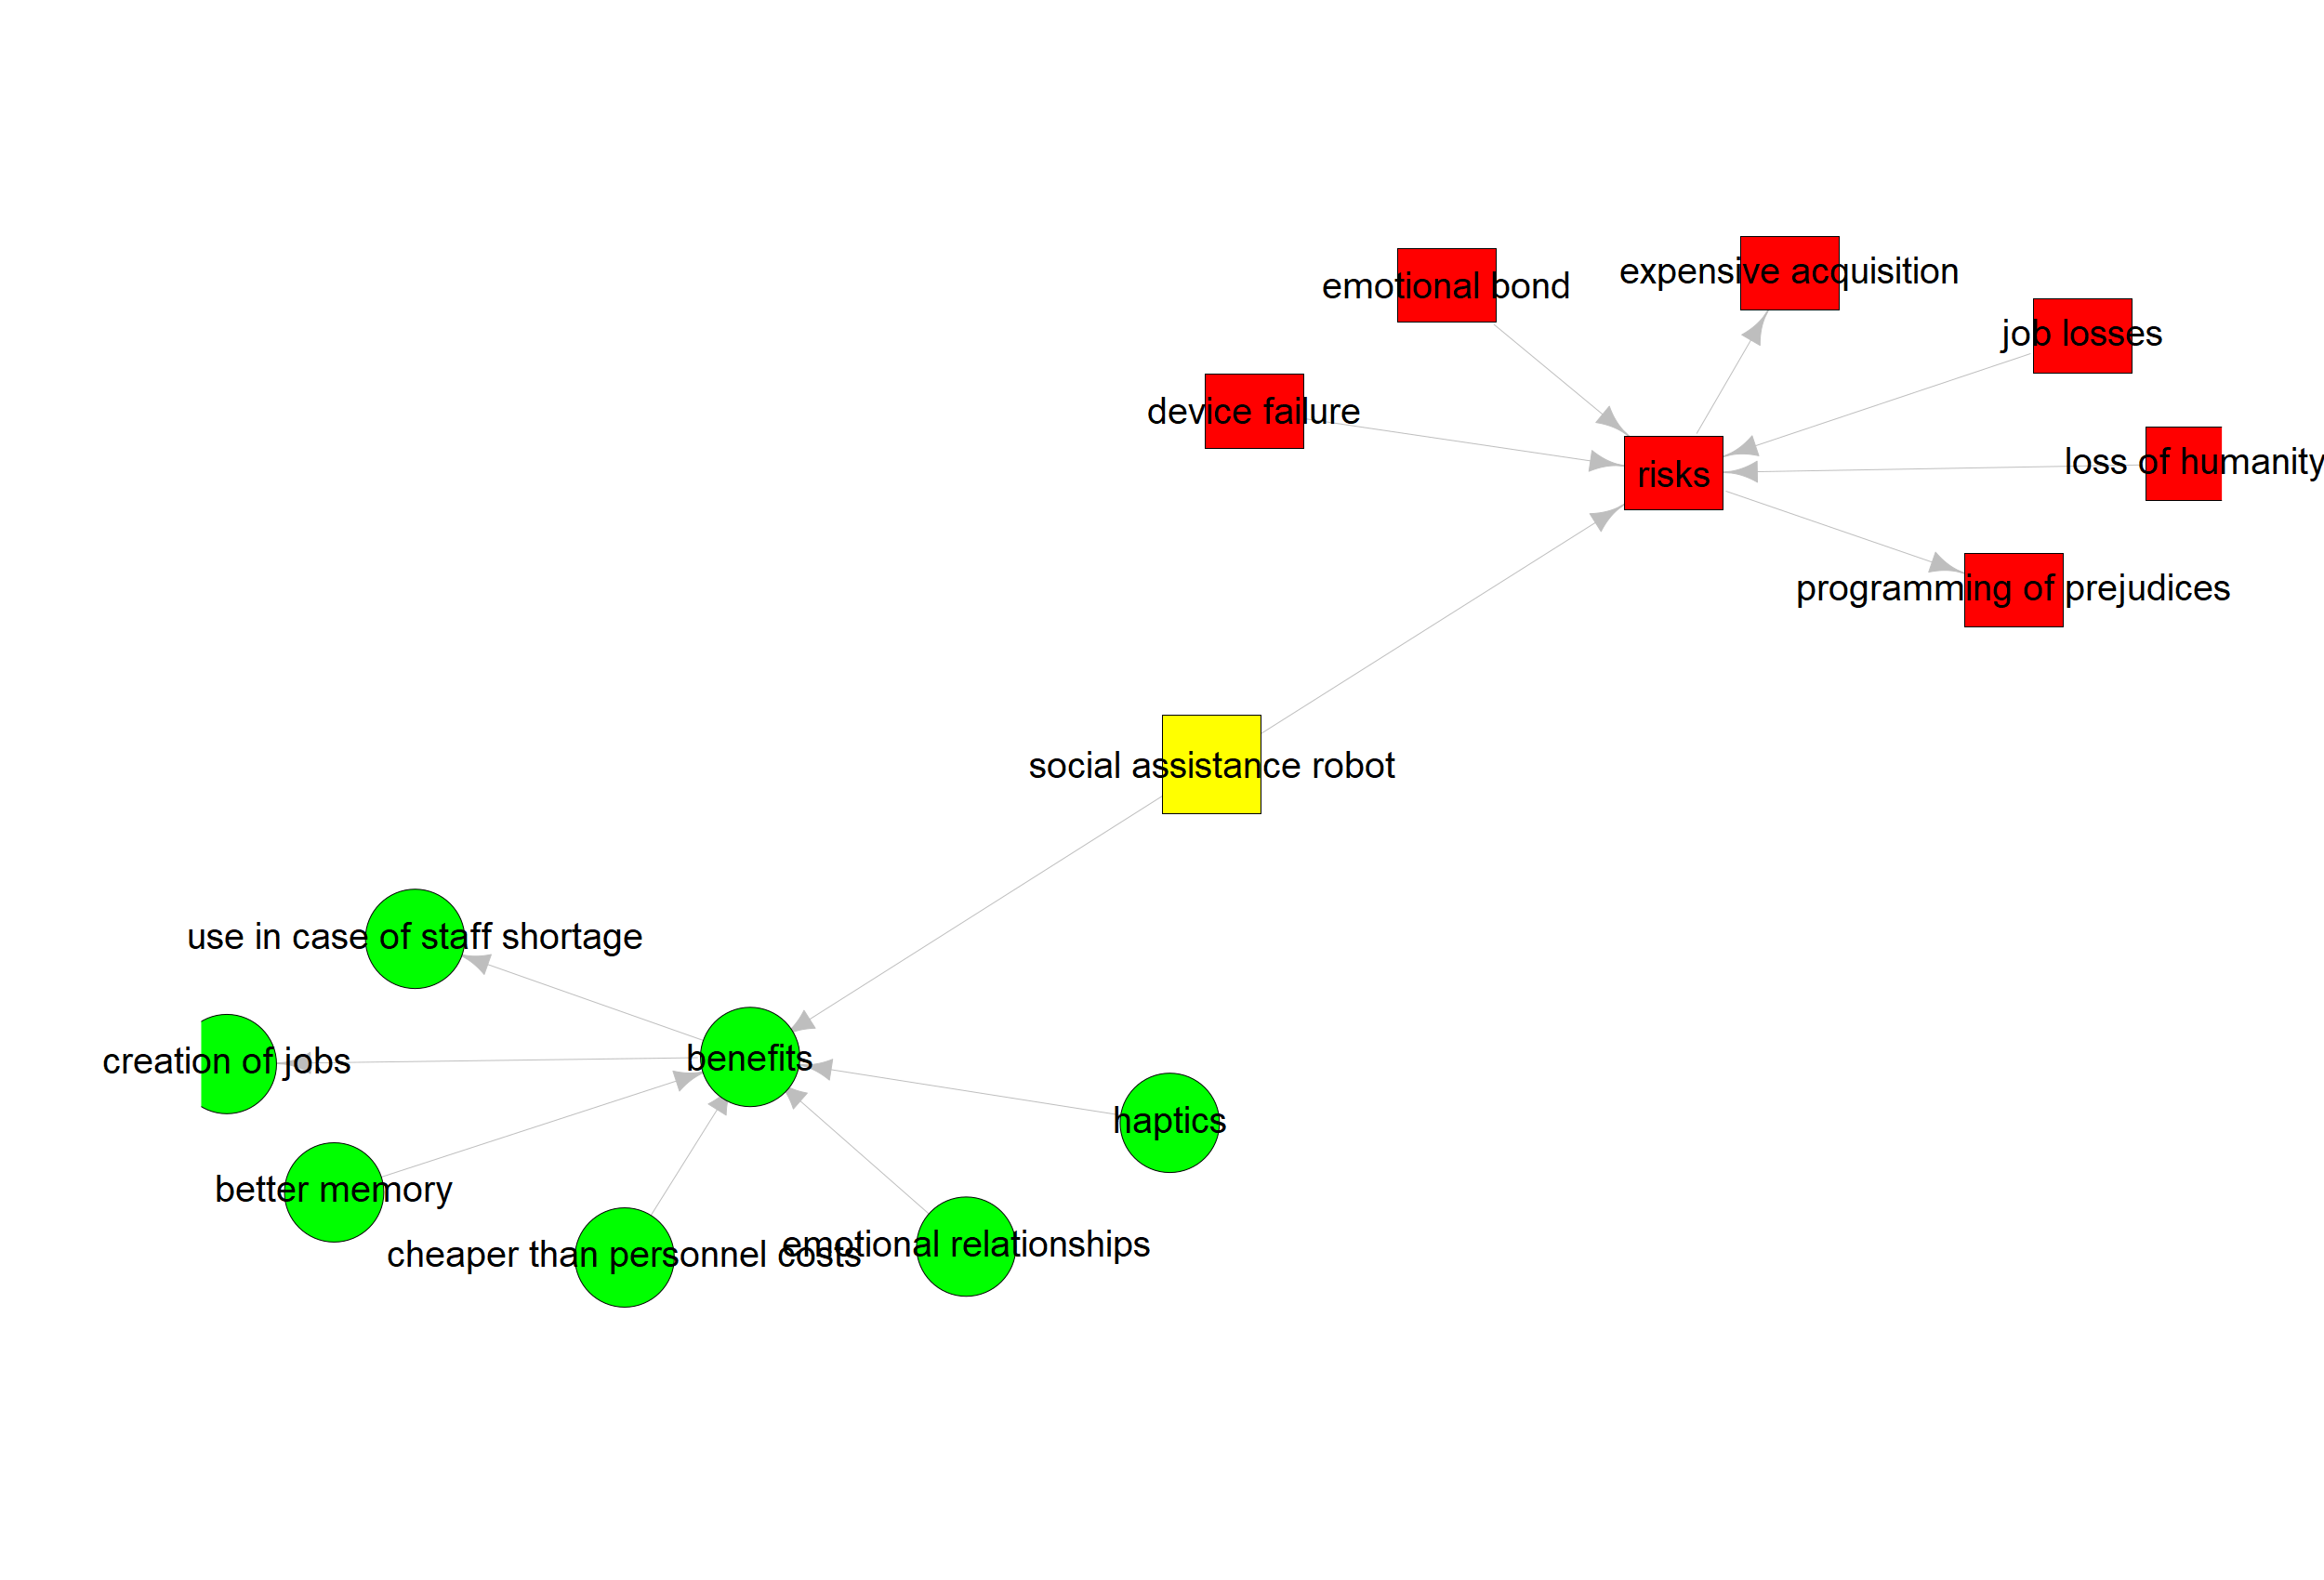 expensive acquisition
emotional bond
job losses
device failure
loss of humanity
risks
programming of prejudices
social assistance robot
use in case of staff shortage
benefits
creation of jobs
haptics
better memory
emotional relationships
cheaper than personnel costs